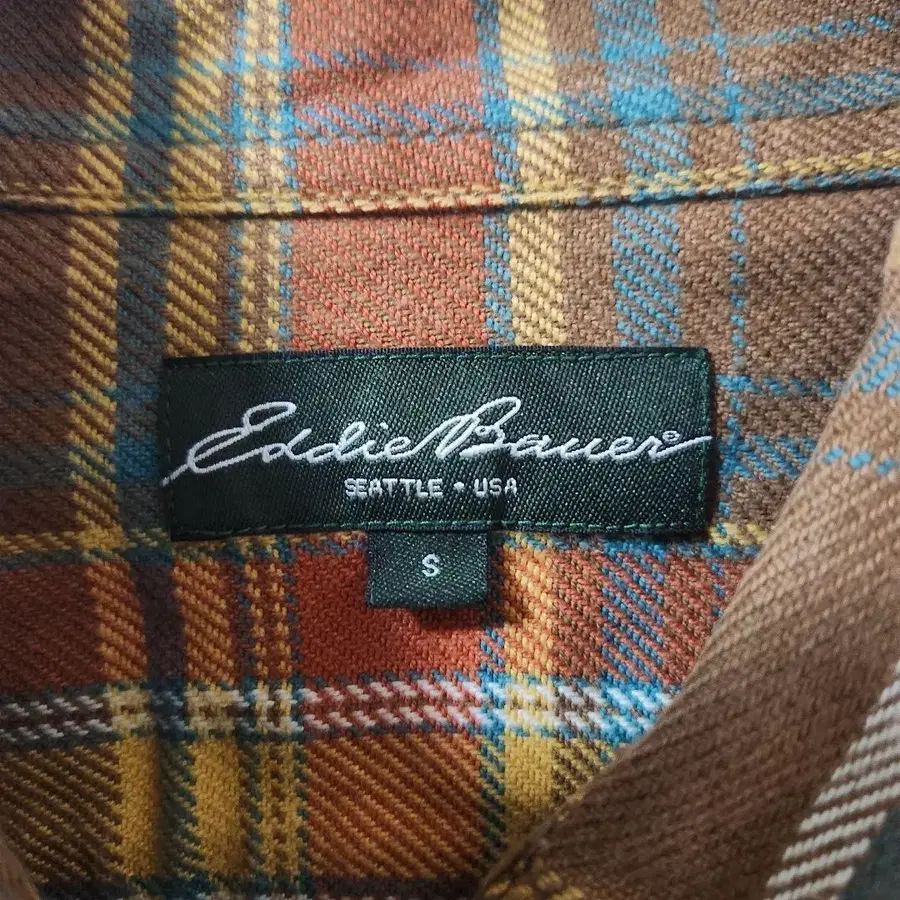 Eddie Bauer®
SEATTLE • USA
S